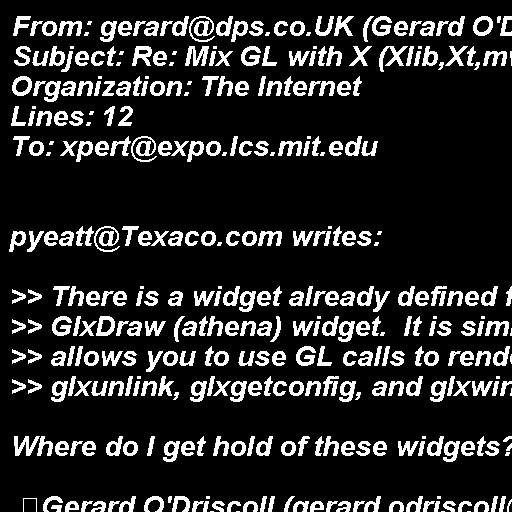 From: gerard@dps.co.UK (Gerard O'D
Subject: Re: Mix GL with X (Xlib,Xt,mw
Organization: The Internet
Lines: 12
To: xpert@expo.lcs.mit.edu
pyeatt@Texaco.com writes:
>> There is a widget already defined f
>> GlxDraw (athena) widget.  It is sim
>> allows you to use GL calls to rend
>> glxunlink, glxgetconfig, and glxwin
Where do I get hold of these widgets?
Gerard O'Driscoll (gerard.odriscoll@